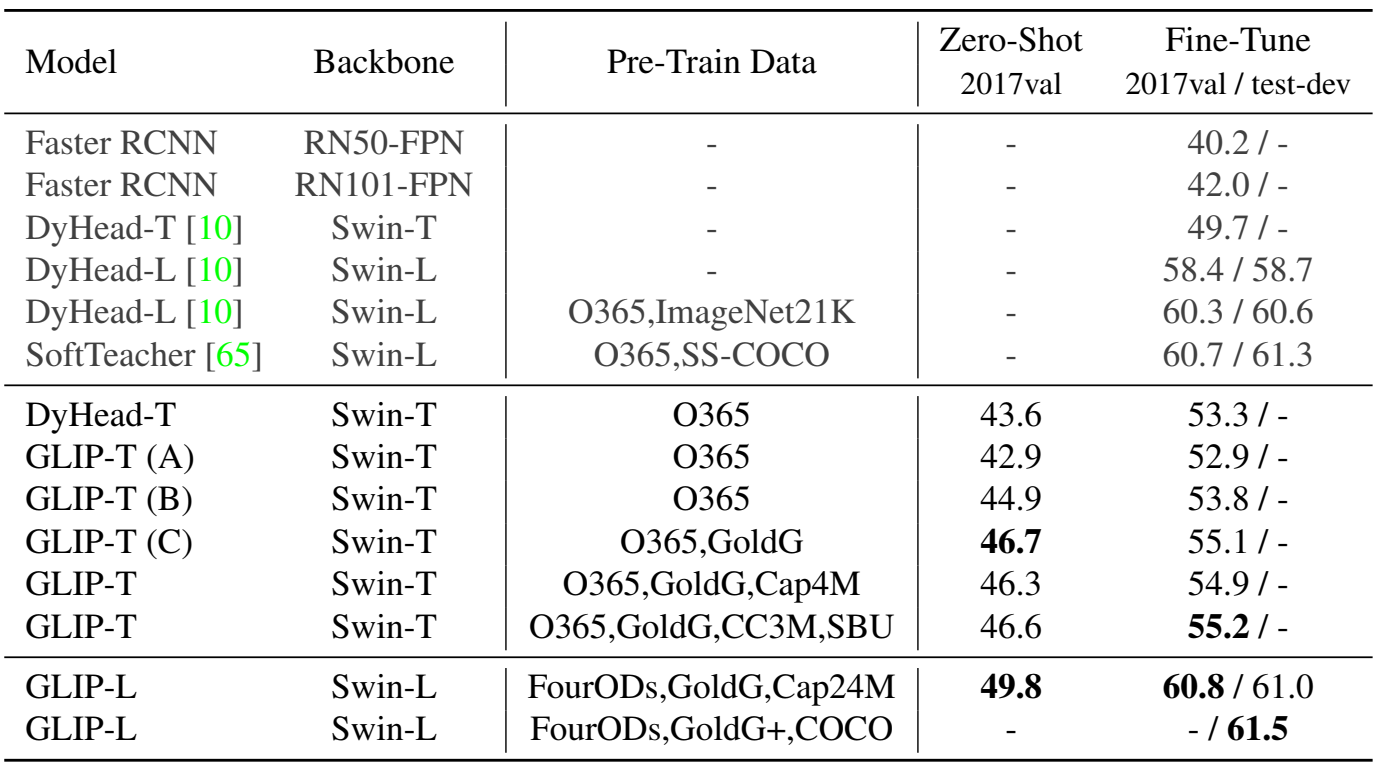 Model Backbone Pre-Train Data Zero-Shot Fine-Tune
2017val 2017val / test-dev
Faster RCNN RN50-FPN - - 40.2 / -
Faster RCNN RN101-FPN - - 42.0 / -
DyHead-T [10] Swin-T - - 49.7 / -
DyHead-L [10] Swin-L - - 58.4 / 58.7
DyHead-L [10] Swin-L O365,ImageNet21K - 60.3 / 60.6
SoftTeacher [65] Swin-L O365,SS-COCO - 60.7 / 61.3
DyHead-T Swin-T O365 43.6 53.3 / -
GLIP-T (A) Swin-T O365 42.9 52.9 / -
GLIP-T (B) Swin-T O365 44.9 53.8 / -
GLIP-T (C) Swin-T O365,GoldG 46.7 55.1 / -
GLIP-T Swin-T O365,GoldG,Cap4M 46.3 54.9 / -
GLIP-T Swin-T O365,GoldG,CC3M,SBU 46.6 55.2 / -
GLIP-L Swin-L FourODs,GoldG,Cap24M 49.8 60.8 / 61.0
GLIP-L Swin-L FourODs,GoldG+,COCO - - / 61.5